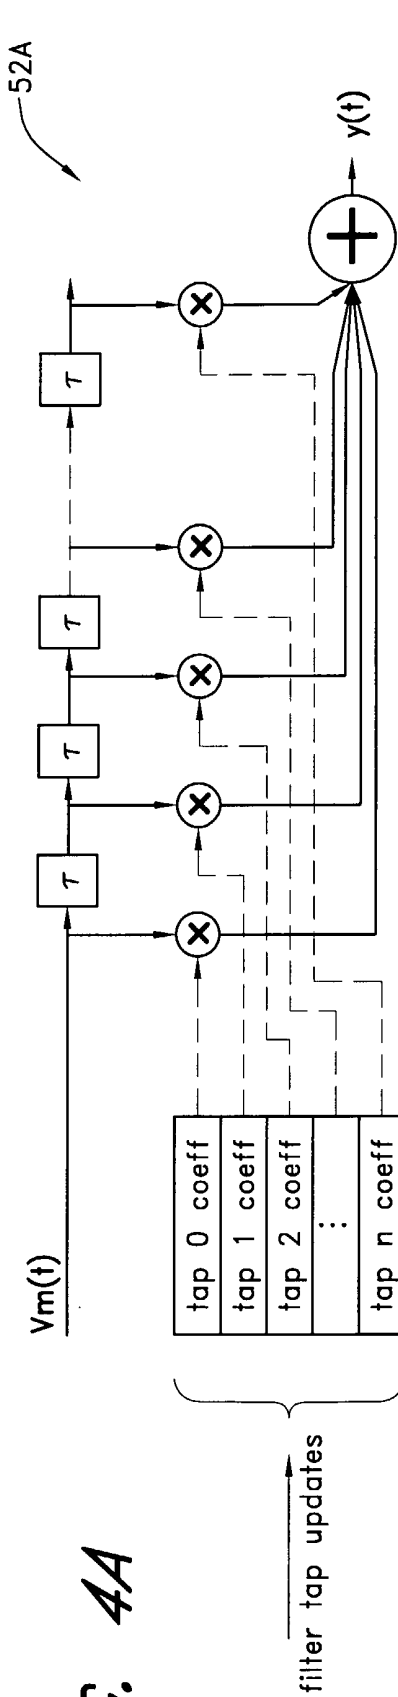 52A
τ
τ
τ
τ
Vm(t)
y(t)
tap 0 coeff
tap 1 coeff
tap 2 coeff
...
tap n coeff
filter tap updates
4A